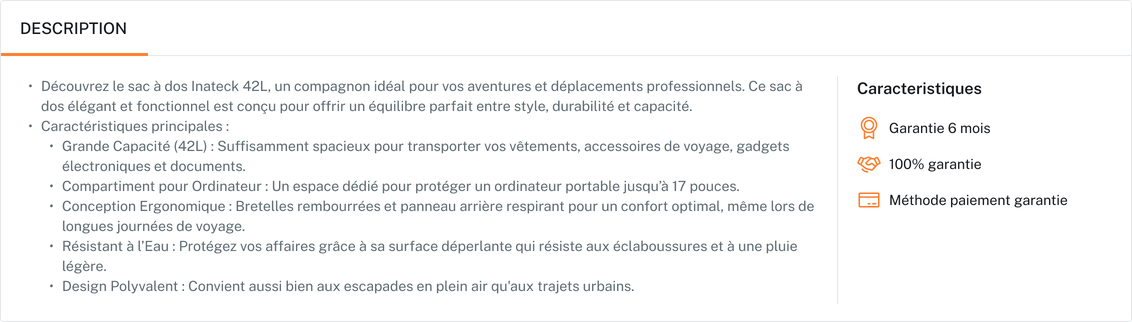 DESCRIPTION
• Découvrez le sac à dos Inateck 42L, un compagnon idéal pour vos aventures et déplacements professionnels. Ce sac à
dos élégant et fonctionnel est conçu pour offrir un équilibre parfait entre style, durabilité et capacité.
• Caractéristiques principales :
• Grande Capacité (42L) : Suffisamment spacieux pour transporter vos vêtements, accessoires de voyage, gadgets
électroniques et documents.
• Compartiment pour Ordinateur : Un espace dédié pour protéger un ordinateur portable jusqu’à 17 pouces.
• Conception Ergonomique : Bretelles rembourrées et panneau arrière respirant pour un confort optimal, même lors de
longues journées de voyage.
• Résistant à l’Eau : Protégez vos affaires grâce à sa surface déperlante qui résiste aux éclaboussures et à une pluie
légère.
• Design Polyvalent : Convient aussi bien aux escapades en plein air qu'aux trajets urbains.
Caracteristiques
Garantie 6 mois
100% garantie
Méthode paiement garantie